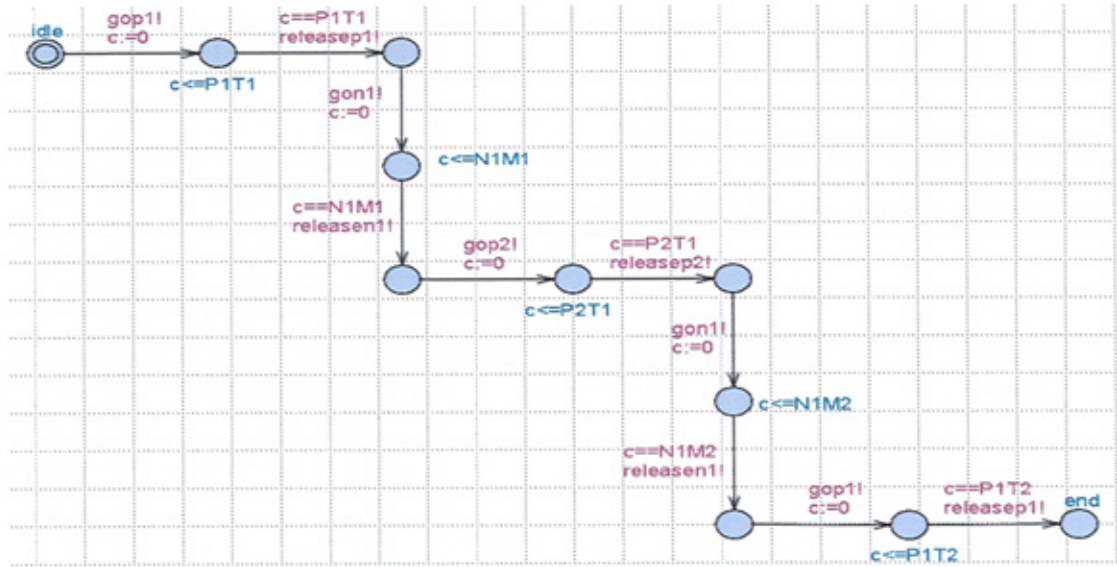 idle
gop1!
c:=0
c<=P1T1
c==P1T1
releasep1!
gon1!
c:=0
c<=N1M1
c==N1M1
releasen1!
gop2!
c:=0
c<=P2T1
c==P2T1
releasep2!
gon1!
c:=0
c<=N1M2
c==N1M2
releasen1!
gop1!
c:=0
c<=P1T2
c==P1T2
releasep1!
end